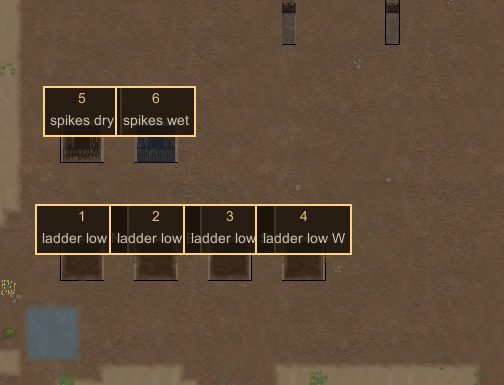 5
spikes dry
6
spikes wet
1
ladder low
2
ladder low
3
ladder low
4
ladder low W